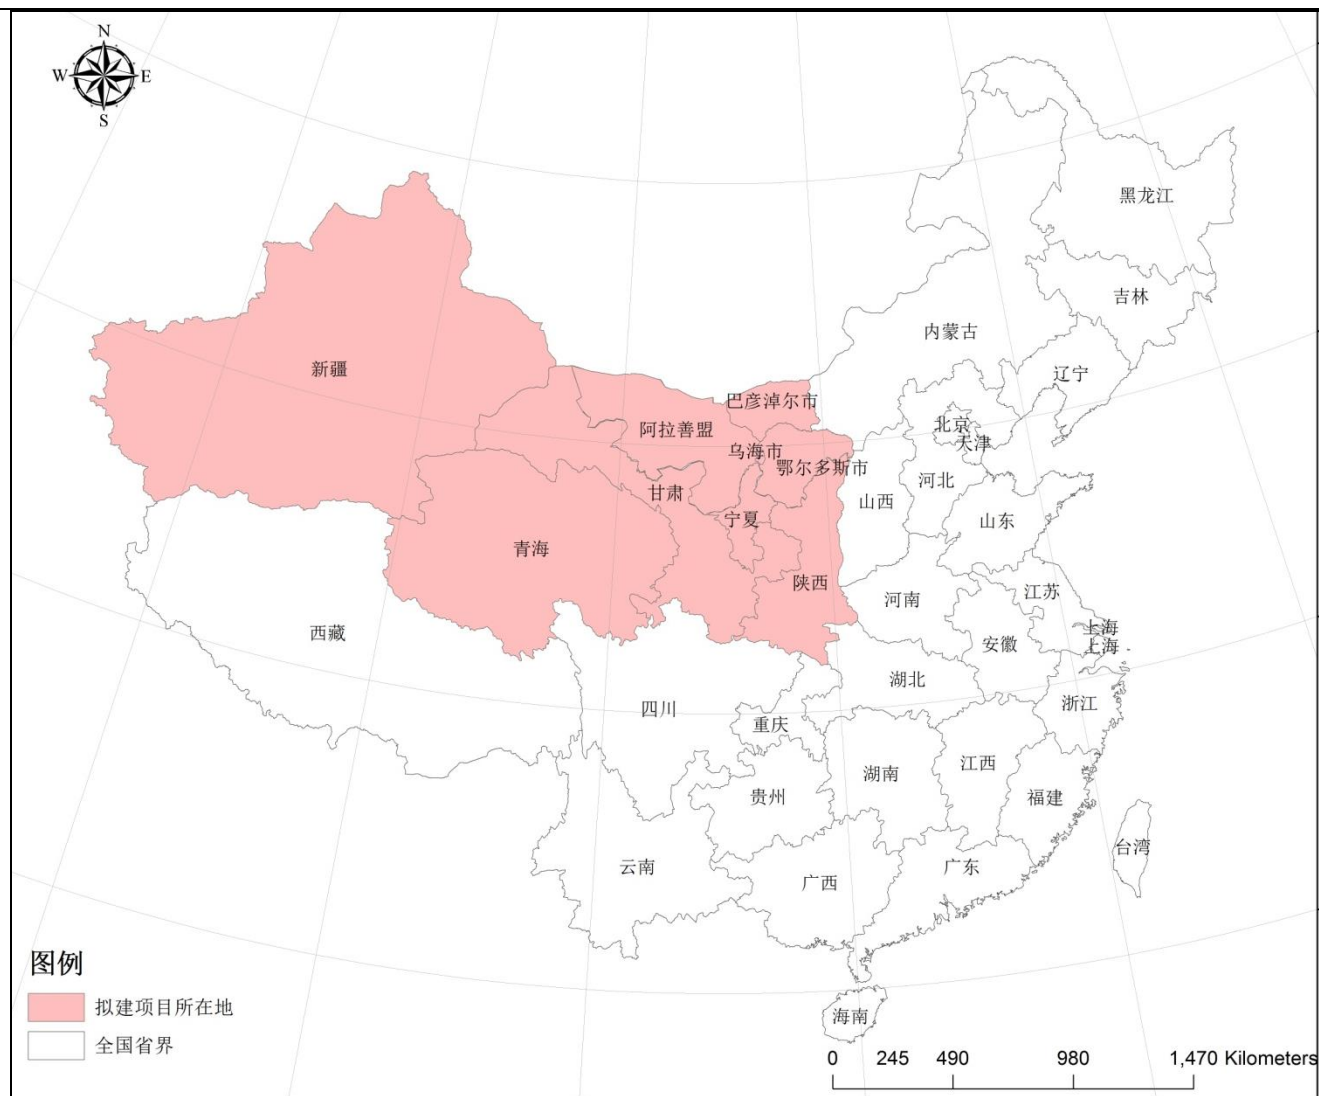 N
W E
S
黑龙江
吉林
内蒙古
新疆
辽宁
巴彦淖尔市
北京
阿拉善盟
天津
乌海市
鄂尔多斯市
河北
甘肃
山西
宁夏
山东
青海
陕西
江苏
河南
上海
西藏
安徽
上海
湖北
浙江
四川
重庆
江西
湖南
贵州
福建
台湾
云南
广东
广西
图例
拟建项目所在地
海南
全国省界
0 245 490 980 1,470 Kilometers